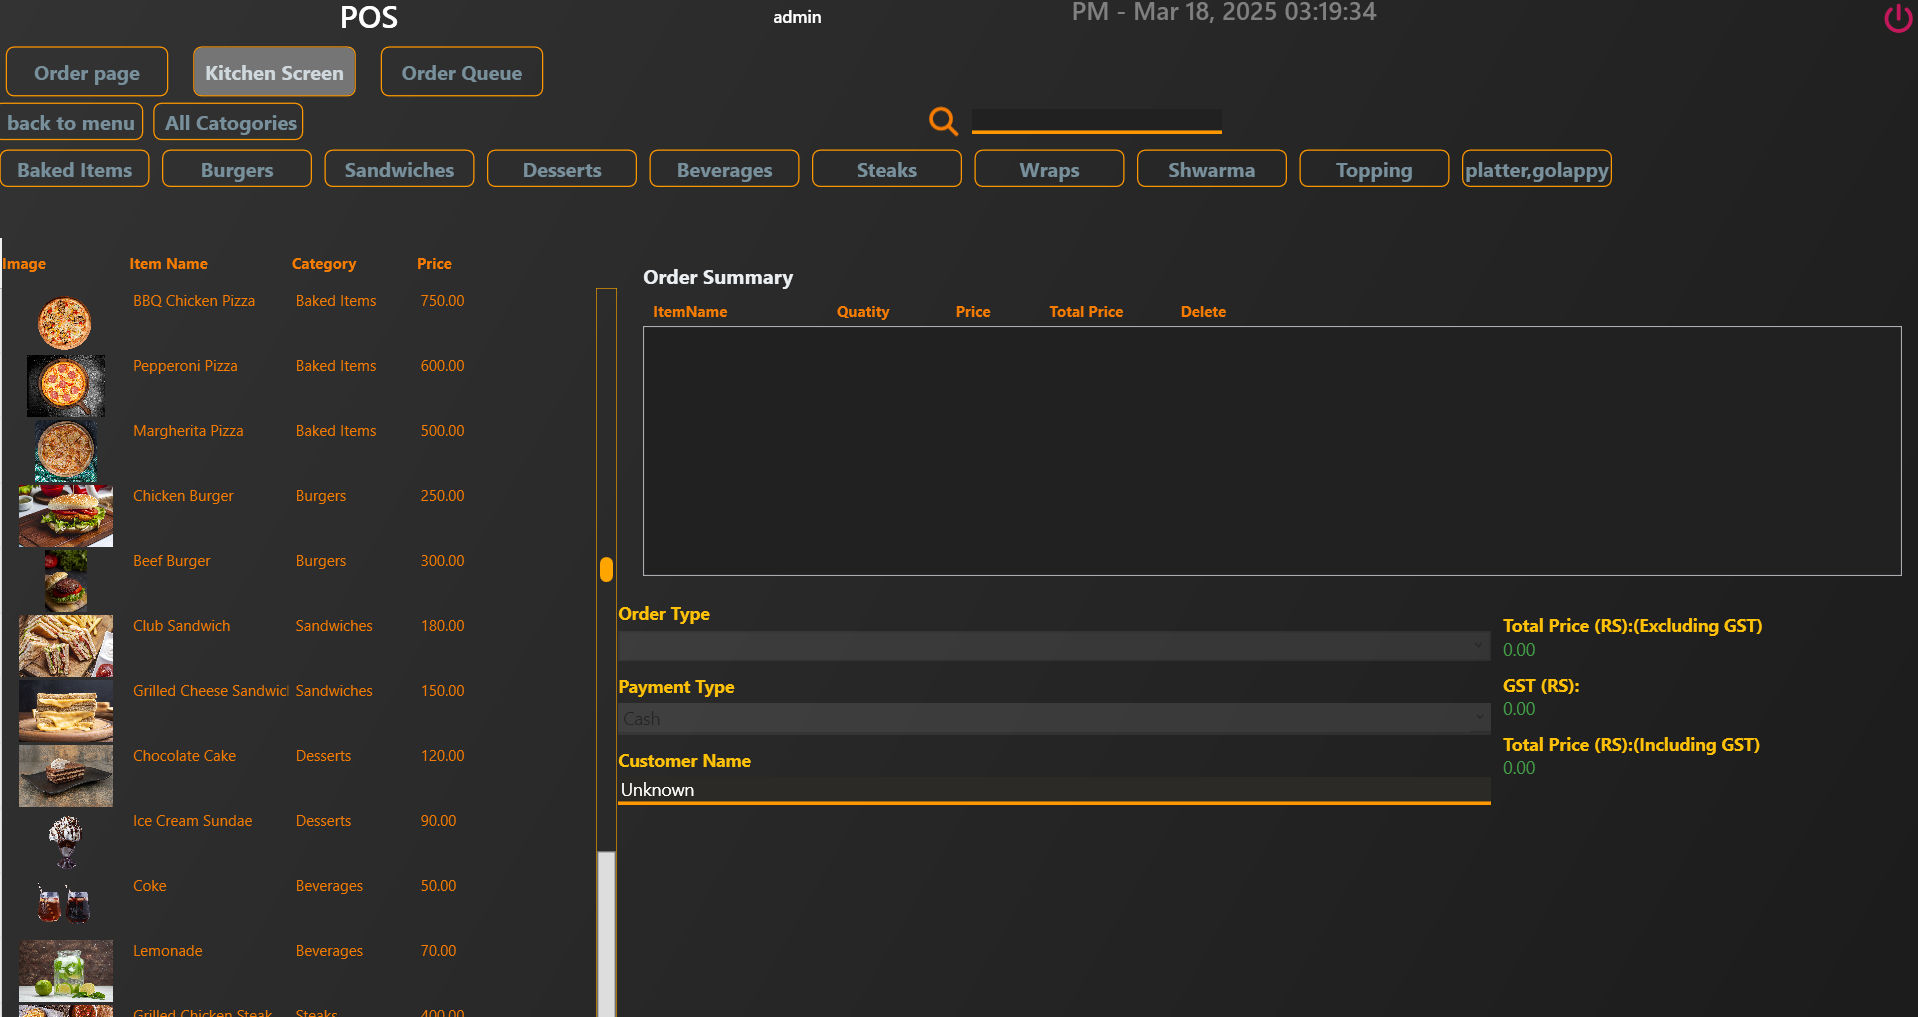 POS
admin
PM - Mar 18, 2025 03:19:34
Order page
Kitchen Screen
Order Queue
back to menu
All Catogories
Baked Items
Burgers
Sandwiches
Desserts
Beverages
Steaks
Wraps
Shwarma
Topping
platter,golappy
Image Item Name Category Price
BBQ Chicken Pizza Baked Items 750.00
Pepperoni Pizza Baked Items 600.00
Margherita Pizza Baked Items 500.00
Chicken Burger Burgers 250.00
Beef Burger Burgers 300.00
Club Sandwich Sandwiches 180.00
Grilled Cheese Sandwicl Sandwiches 150.00
Chocolate Cake Desserts 120.00
Ice Cream Sundae Desserts 90.00
Coke Beverages 50.00
Lemonade Beverages 70.00
Grilled Chicken Steak Steaks 400.00
Order Summary
ItemName Quatity Price Total Price Delete
Order Type
Payment Type
Cash
Customer Name
Unknown
Total Price (RS):(Excluding GST)
0.00
GST (RS):
0.00
Total Price (RS):(Including GST)
0.00